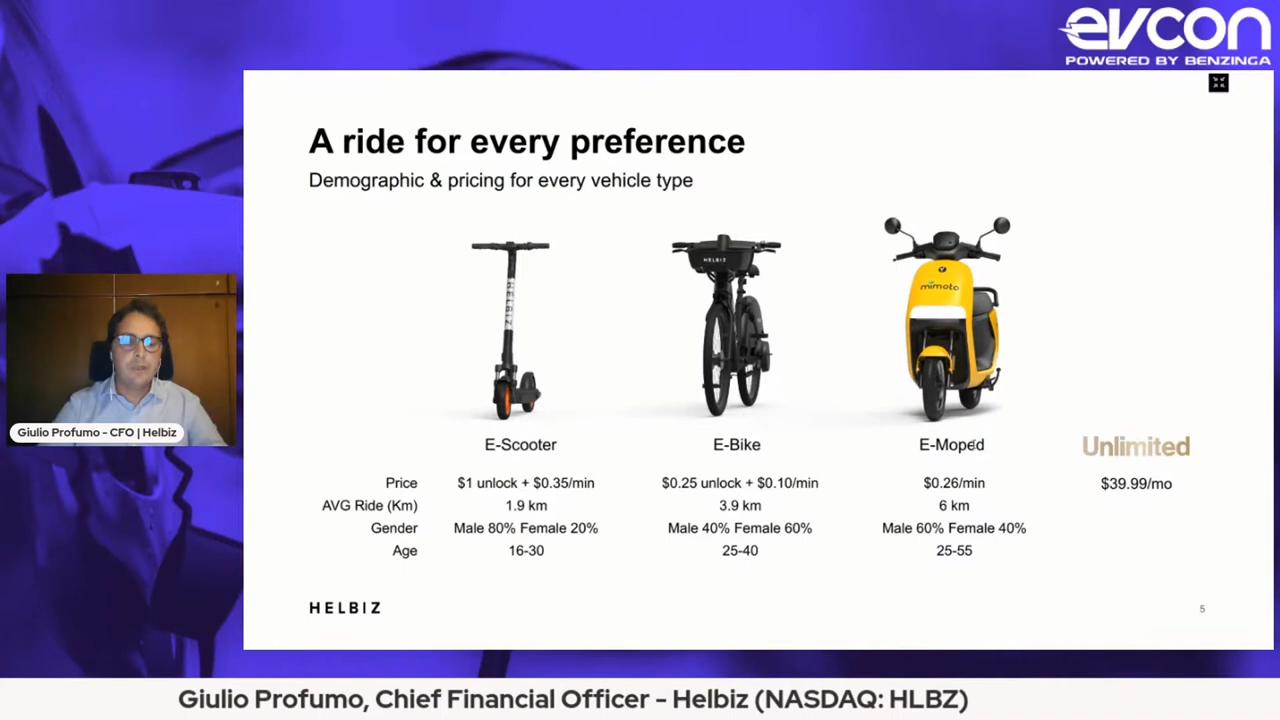 evcon
POWERED BY BENZINGA
A ride for every preference
Demographic & pricing for every vehicle type
HELBIZ
HELBIZ
mimoto
E-Scooter E-Bike E-Moped Unlimited
Price $1 unlock + $0.35/min $0.25 unlock + $0.10/min $0.26/min $39.99/mo
AVG Ride (Km) 1.9 km 3.9 km 6 km
Gender Male 80% Female 20% Male 40% Female 60% Male 60% Female 40%
Age 16-30 25-40 25-55
HELBIZ 5
Giulio Profumo - CFO | Helbiz
Giulio Profumo, Chief Financial Officer - Helbiz (NASDAQ: HLBZ)